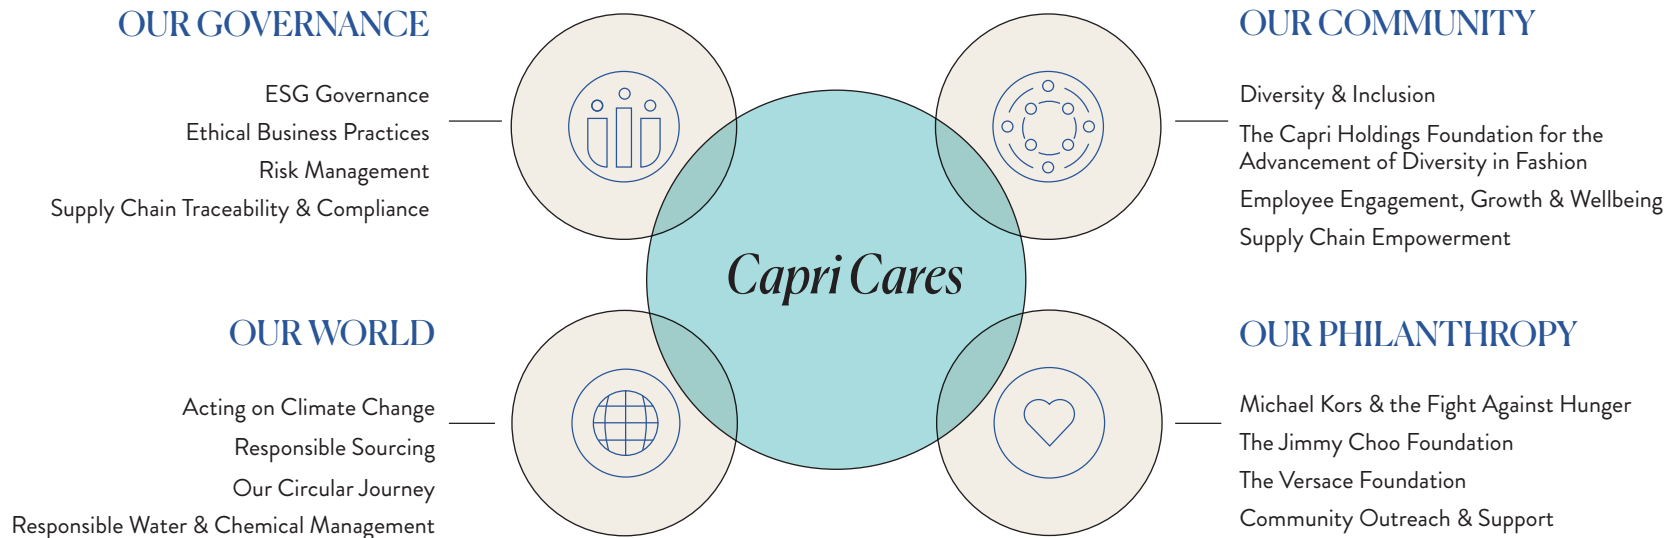 OUR GOVERNANCE
ESG Governance
Ethical Business Practices
Risk Management
Supply Chain Traceability & Compliance
OUR COMMUNITY
Diversity & Inclusion
The Capri Holdings Foundation for the
Advancement of Diversity in Fashion
Employee Engagement, Growth & Wellbeing
Supply Chain Empowerment
Capri Cares
OUR WORLD
Acting on Climate Change
Responsible Sourcing
Our Circular Journey
Responsible Water & Chemical Management
OUR PHILANTHROPY
Michael Kors & the Fight Against Hunger
The Jimmy Choo Foundation
The Versace Foundation
Community Outreach & Support